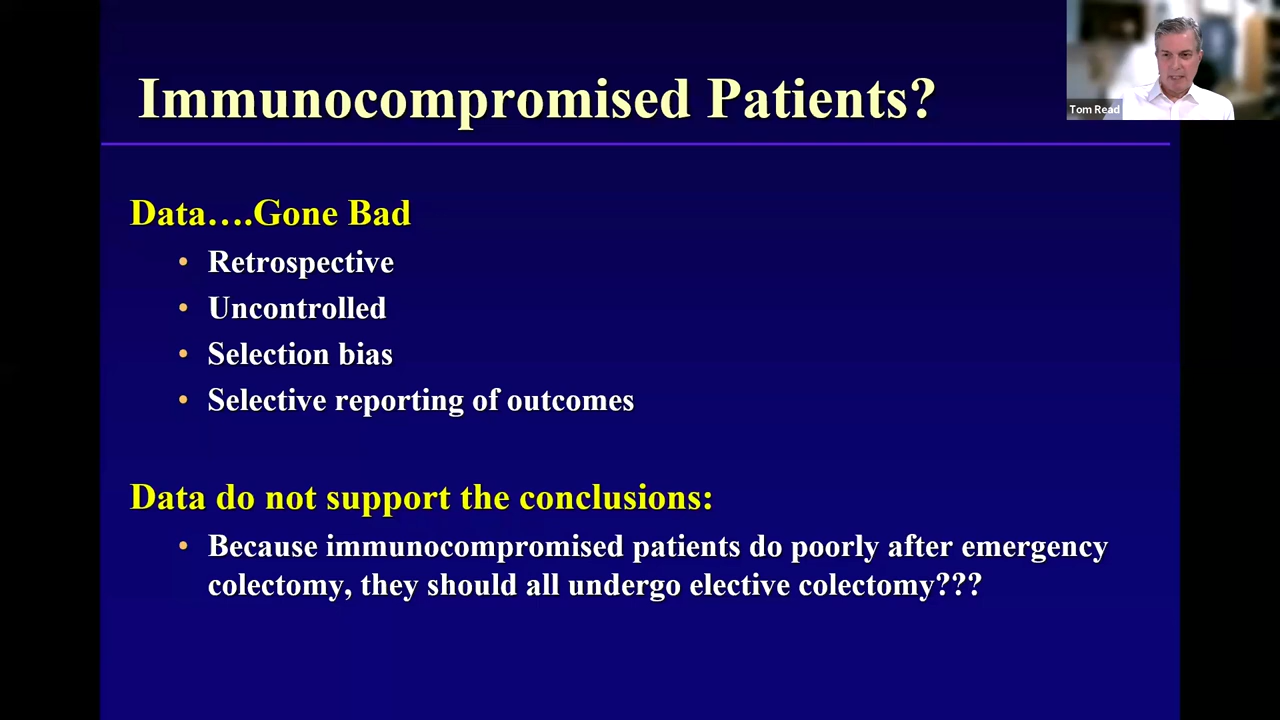 Immunocompromised Patients?
Tom Read
Data….Gone Bad
• Retrospective
• Uncontrolled
• Selection bias
• Selective reporting of outcomes
Data do not support the conclusions:
• Because immunocompromised patients do poorly after emergency
colectomy, they should all undergo elective colectomy???